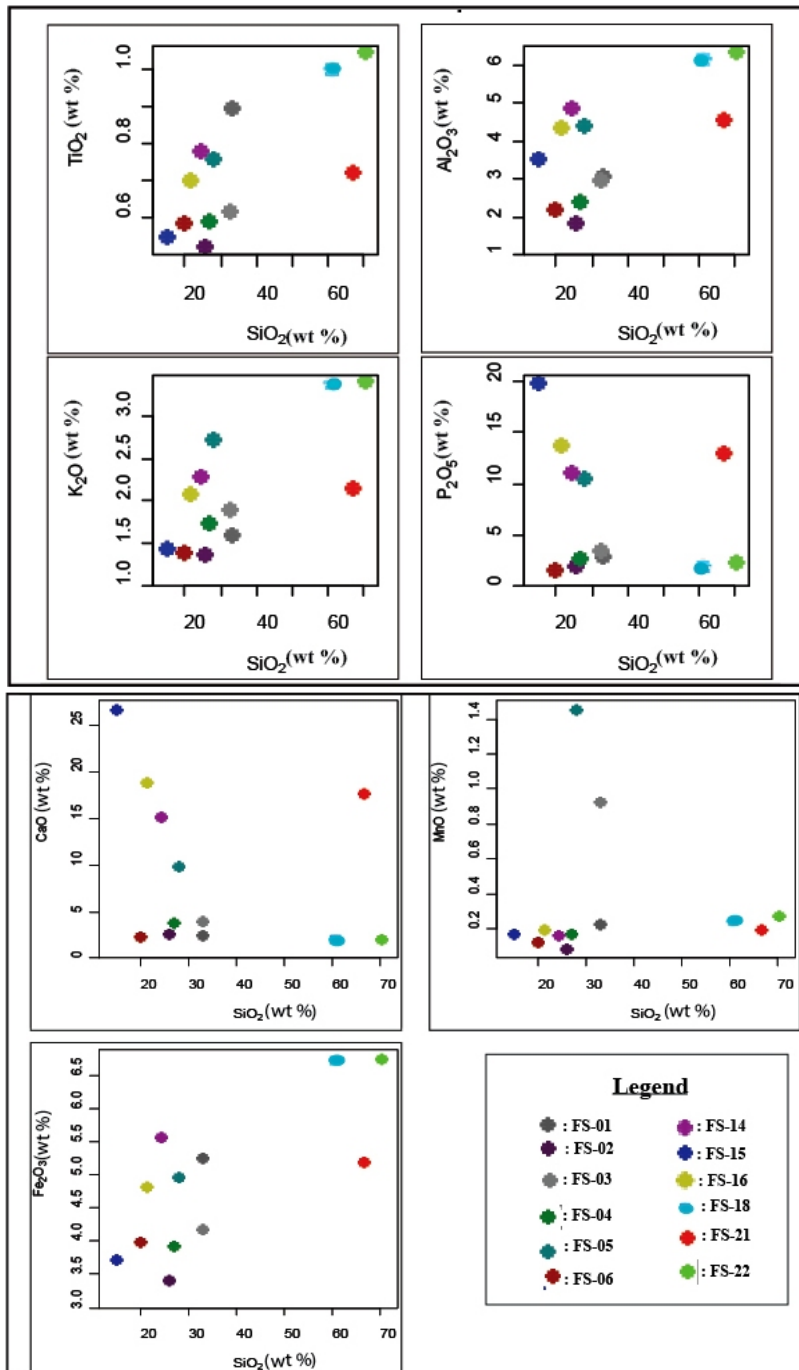 TiO2 (wt %)
1.0
0.8
0.6
20 40 60
SiO2(wt %)
Al2O3(wt %)
6
5
4
3
2
1
20 40 60
SiO2(wt %)
K2O (wt %)
3.0
2.5
2.0
1.5
1.0
20 40 60
SiO2(wt %)
P2O5(wt %)
20
15
10
5
0
20 40 60
SiO2(wt %)
CaO (wt %)
25
20
15
10
5
0
20 30 40 50 60 70
SiO2(wt %)
MnO (wt %)
1.4
1.2
1.0
0.8
0.6
0.4
0.2
20 30 40 50 60 70
SiO2(wt %)
Fe2O3(wt %)
6.5
6.0
5.5
5.0
4.5
4.0
3.5
3.0
20 30 40 50 60 70
SiO2(wt %)
Legend
: FS-01
: FS-02
: FS-03
: FS-04
: FS-05
: FS-06
: FS-14
: FS-15
: FS-16
: FS-18
: FS-21
: FS-22